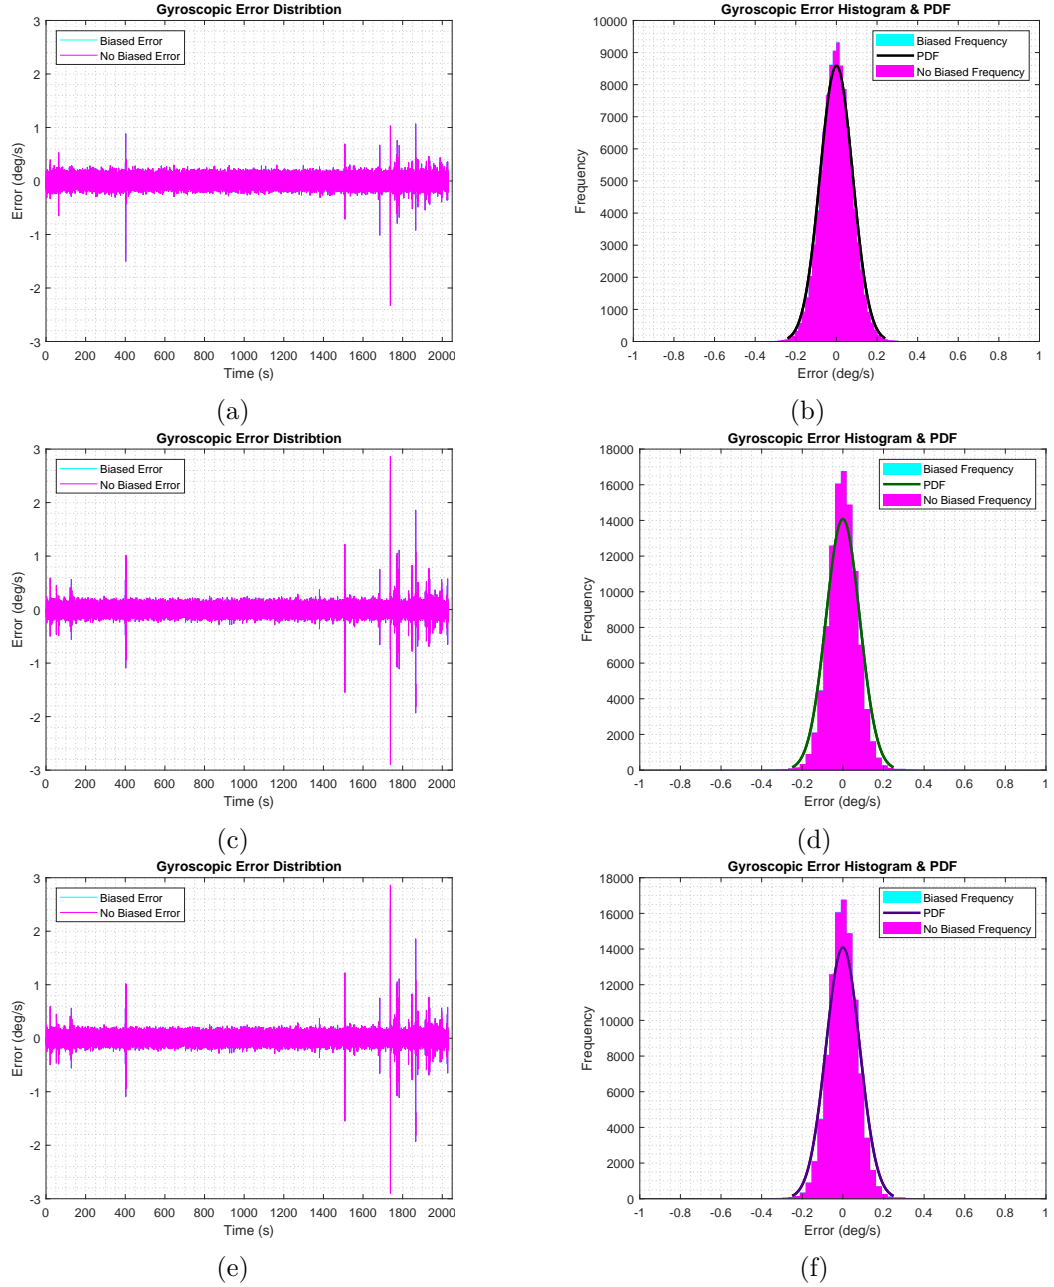 Gyroscopic Error Distribtion
3
2
1
0
-1
-2
-3
Error (deg/s)
Biased Error
No Biased Error
0 200 400 600 800 1000 1200 1400 1600 1800 2000
Time (s)
(a)
Gyroscopic Error Histogram & PDF
10000
9000
8000
7000
6000
5000
4000
3000
2000
1000
0
Frequency
Biased Frequency
PDF
No Biased Frequency
-1 -0.8 -0.6 -0.4 -0.2 0 0.2 0.4 0.6 0.8 1
Error (deg/s)
(b)
Gyroscopic Error Distribtion
3
2
1
0
-1
-2
-3
Error (deg/s)
Biased Error
No Biased Error
0 200 400 600 800 1000 1200 1400 1600 1800 2000
Time (s)
(c)
Gyroscopic Error Histogram & PDF
18000
16000
14000
12000
10000
8000
6000
4000
2000
0
Frequency
Biased Frequency
PDF
No Biased Frequency
-1 -0.8 -0.6 -0.4 -0.2 0 0.2 0.4 0.6 0.8 1
Error (deg/s)
(d)
Gyroscopic Error Distribtion
3
2
1
0
-1
-2
-3
Error (deg/s)
Biased Error
No Biased Error
0 200 400 600 800 1000 1200 1400 1600 1800 2000
Time (s)
(e)
Gyroscopic Error Histogram & PDF
18000
16000
14000
12000
10000
8000
6000
4000
2000
0
Frequency
Biased Frequency
PDF
No Biased Frequency
-1 -0.8 -0.6 -0.4 -0.2 0 0.2 0.4 0.6 0.8 1
Error (deg/s)
(f)